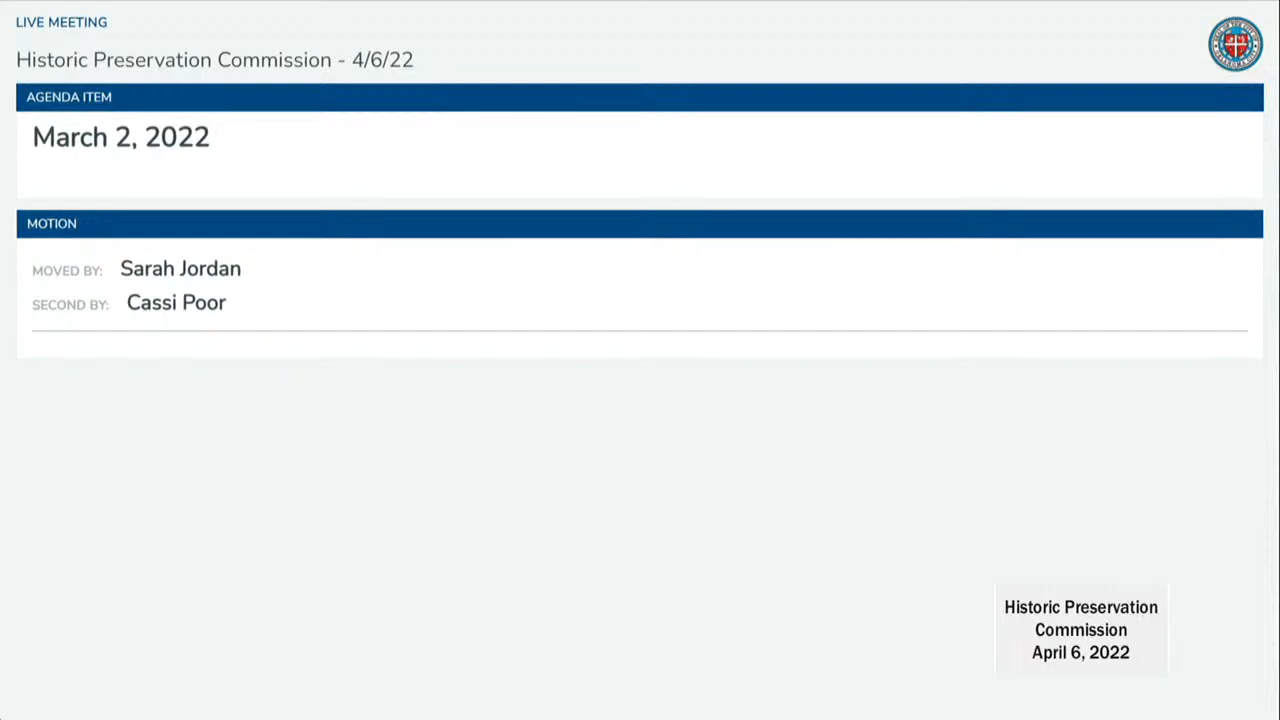 LIVE MEETING
Historic Preservation Commission - 4/6/22
AGENDA ITEM
March 2, 2022
MOTION
MOVED BY: Sarah Jordan
SECOND BY: Cassi Poor
Historic Preservation
Commission
April 6, 2022